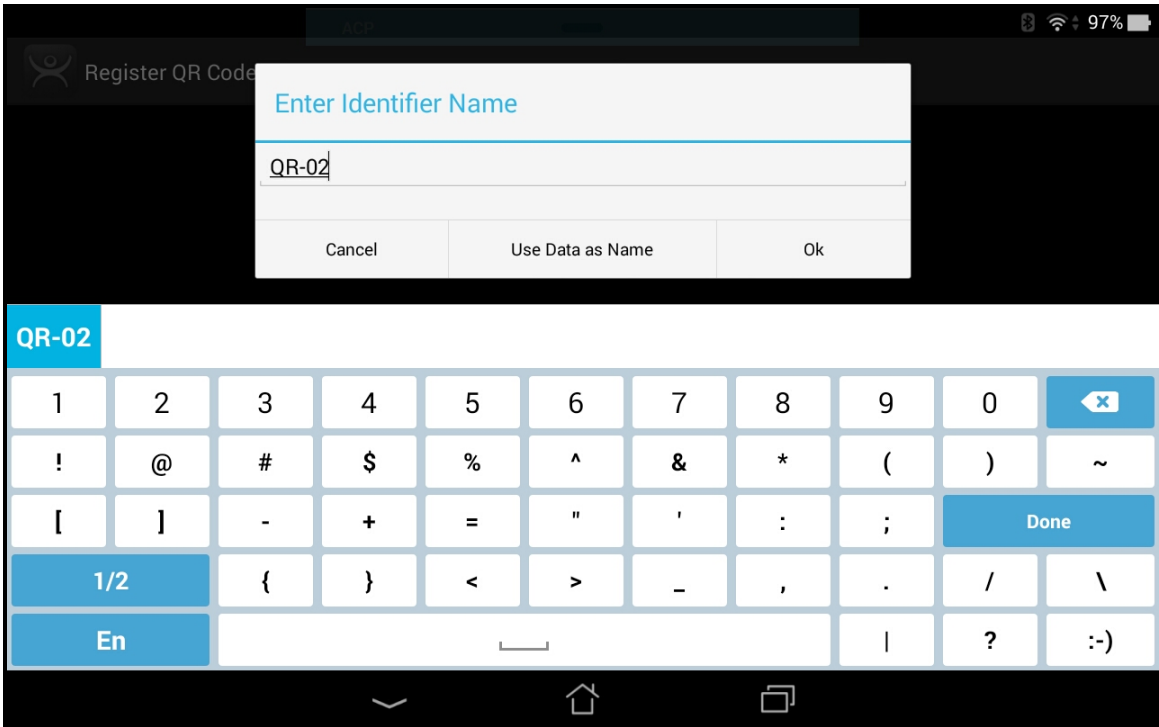 ACP
97%
Register QR Code
Enter Identifier Name
QR-02
Cancel Use Data as Name Ok
QR-02
1 2 3 4 5 6 7 8 9 0
! @ # $ % ^ & * ( ) ~
[ ] - + = " ' : ; Done
1/2 { } < > _ , . / \
En | ? :-)